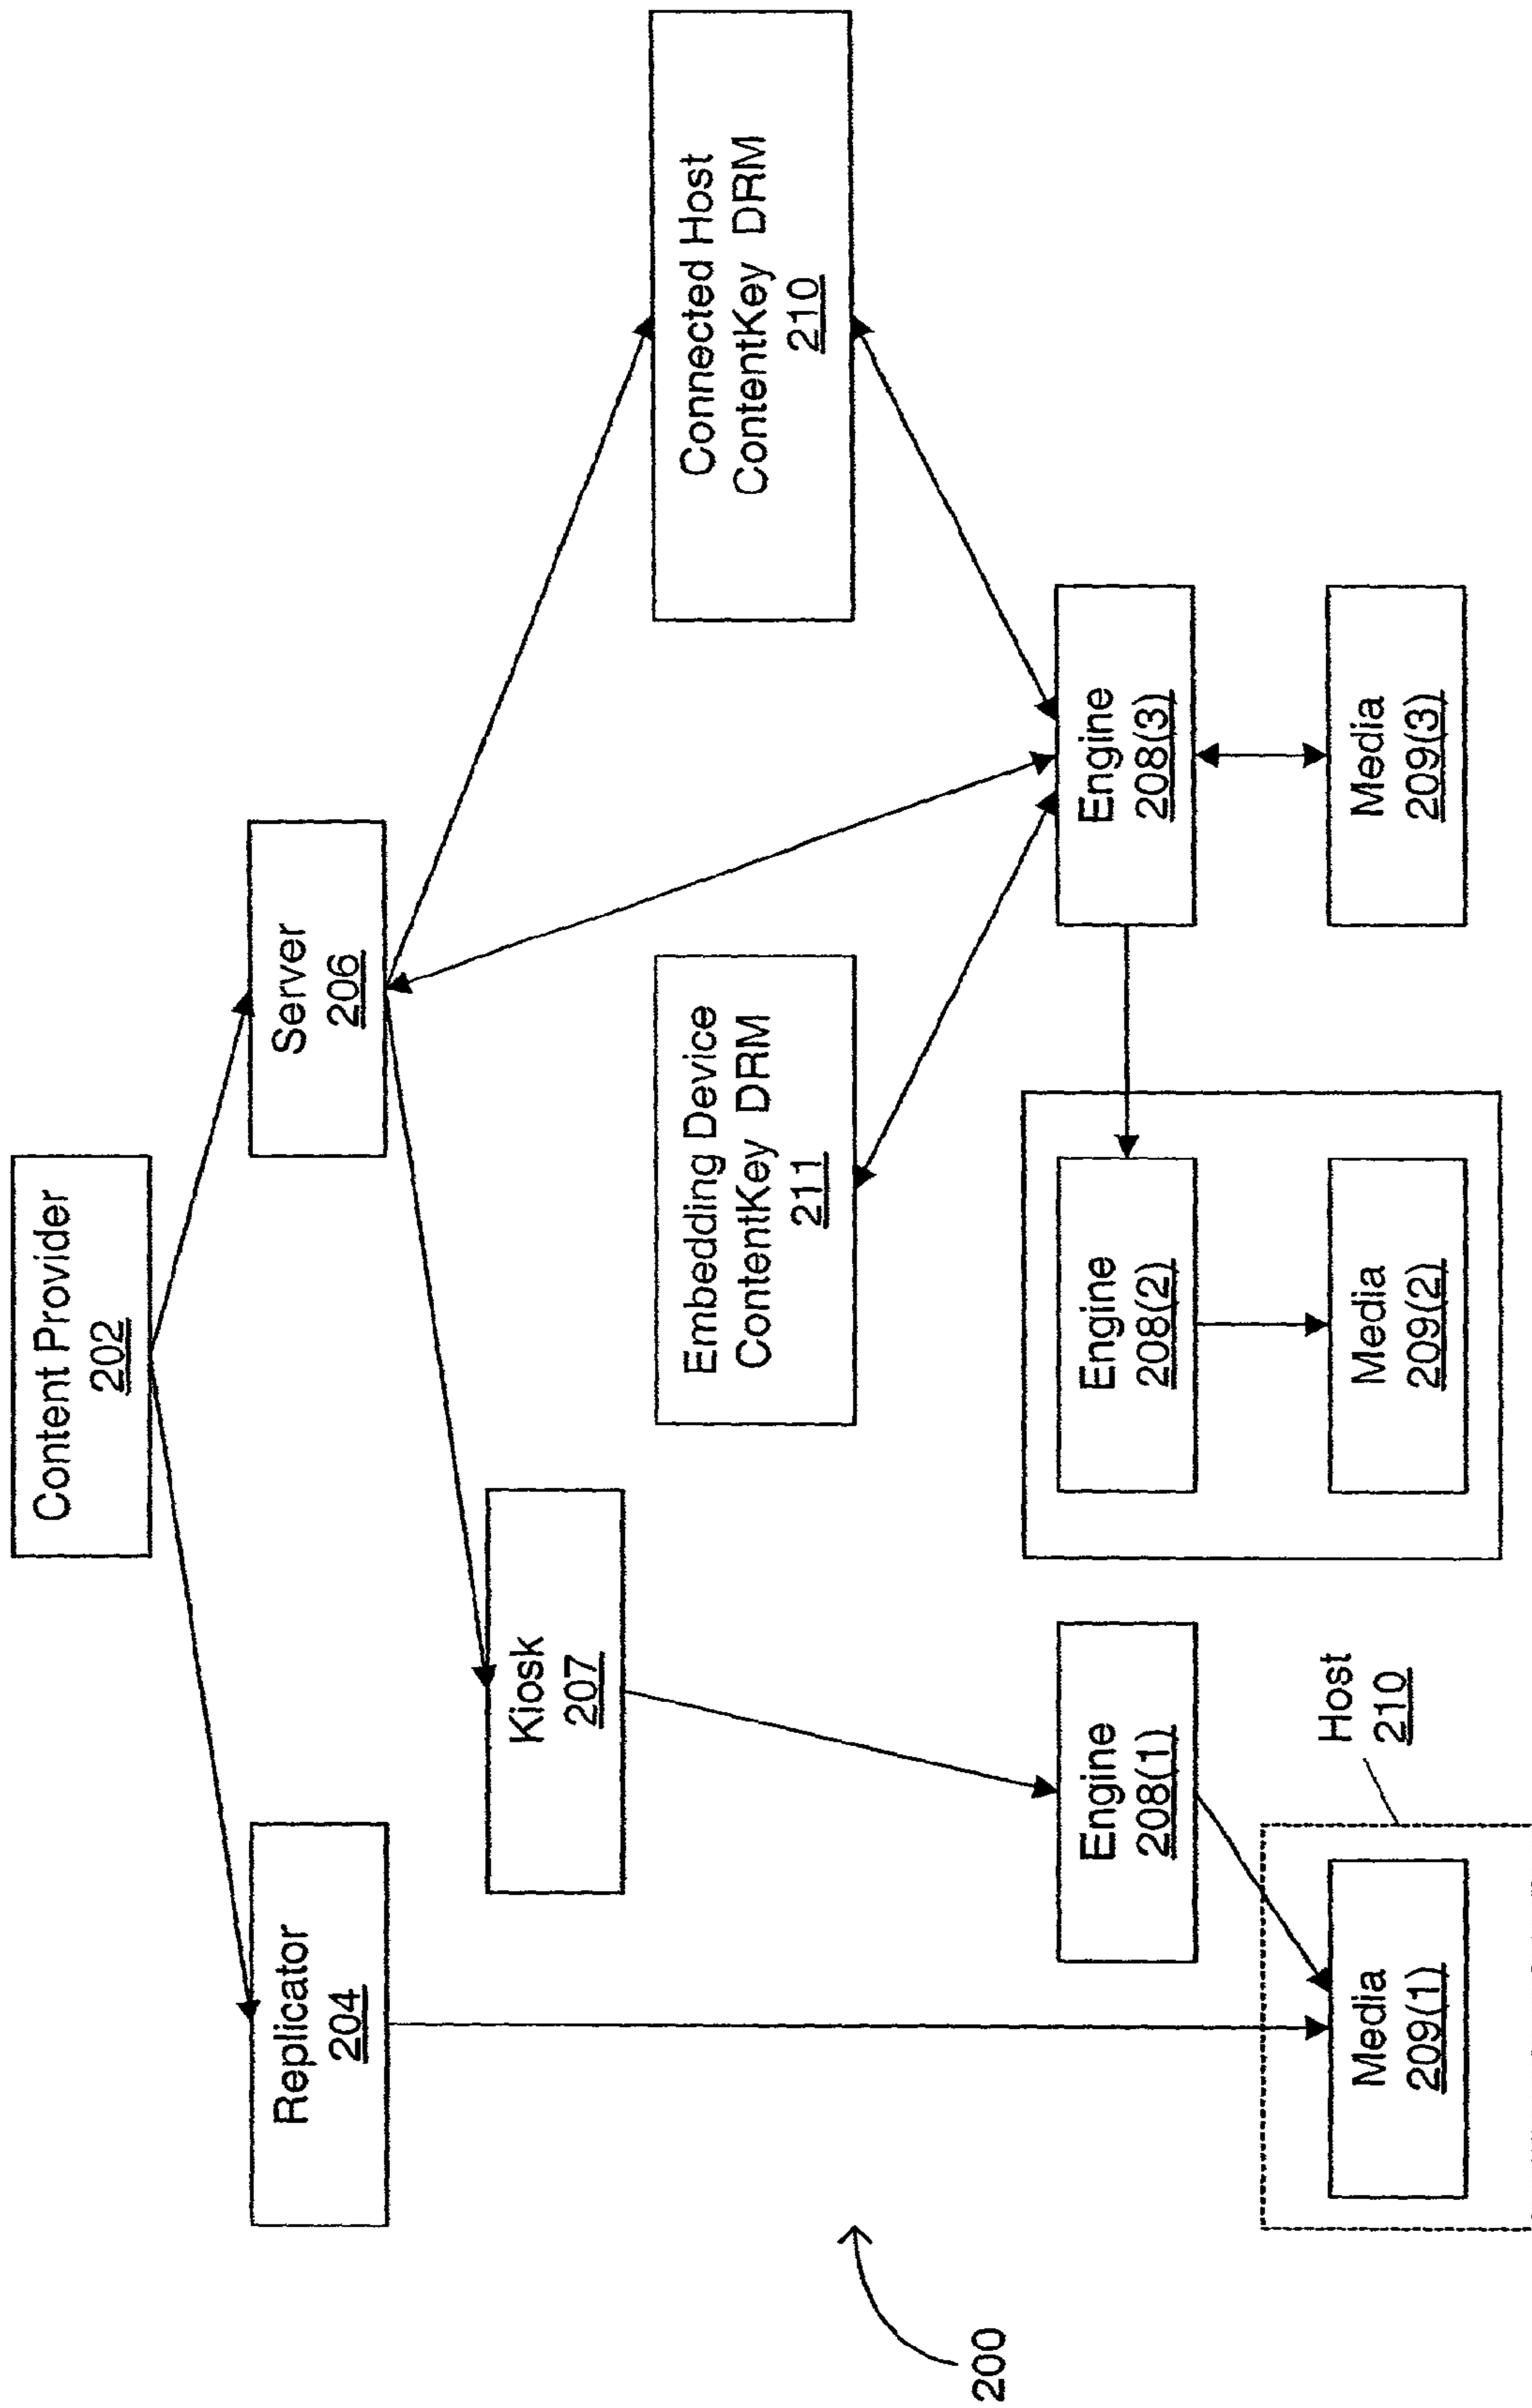 Content Provider
202
Replicator
204
Server
206
Kiosk
207
Embedding Device
ContentKey DRM
211
Connected Host
ContentKey DRM
210
Engine
208(1)
Engine
208(2)
Engine
208(3)
Media
209(1)
Host
210
Media
209(2)
Media
209(3)
200